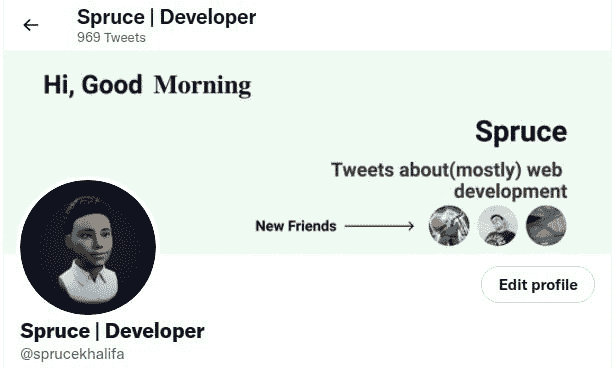 Spruce | Developer
969 Tweets
Hi, Good Morning
Spruce
Tweets about(mostly) web
development
New Friends
Edit profile
Spruce | Developer
@sprucekhalifa